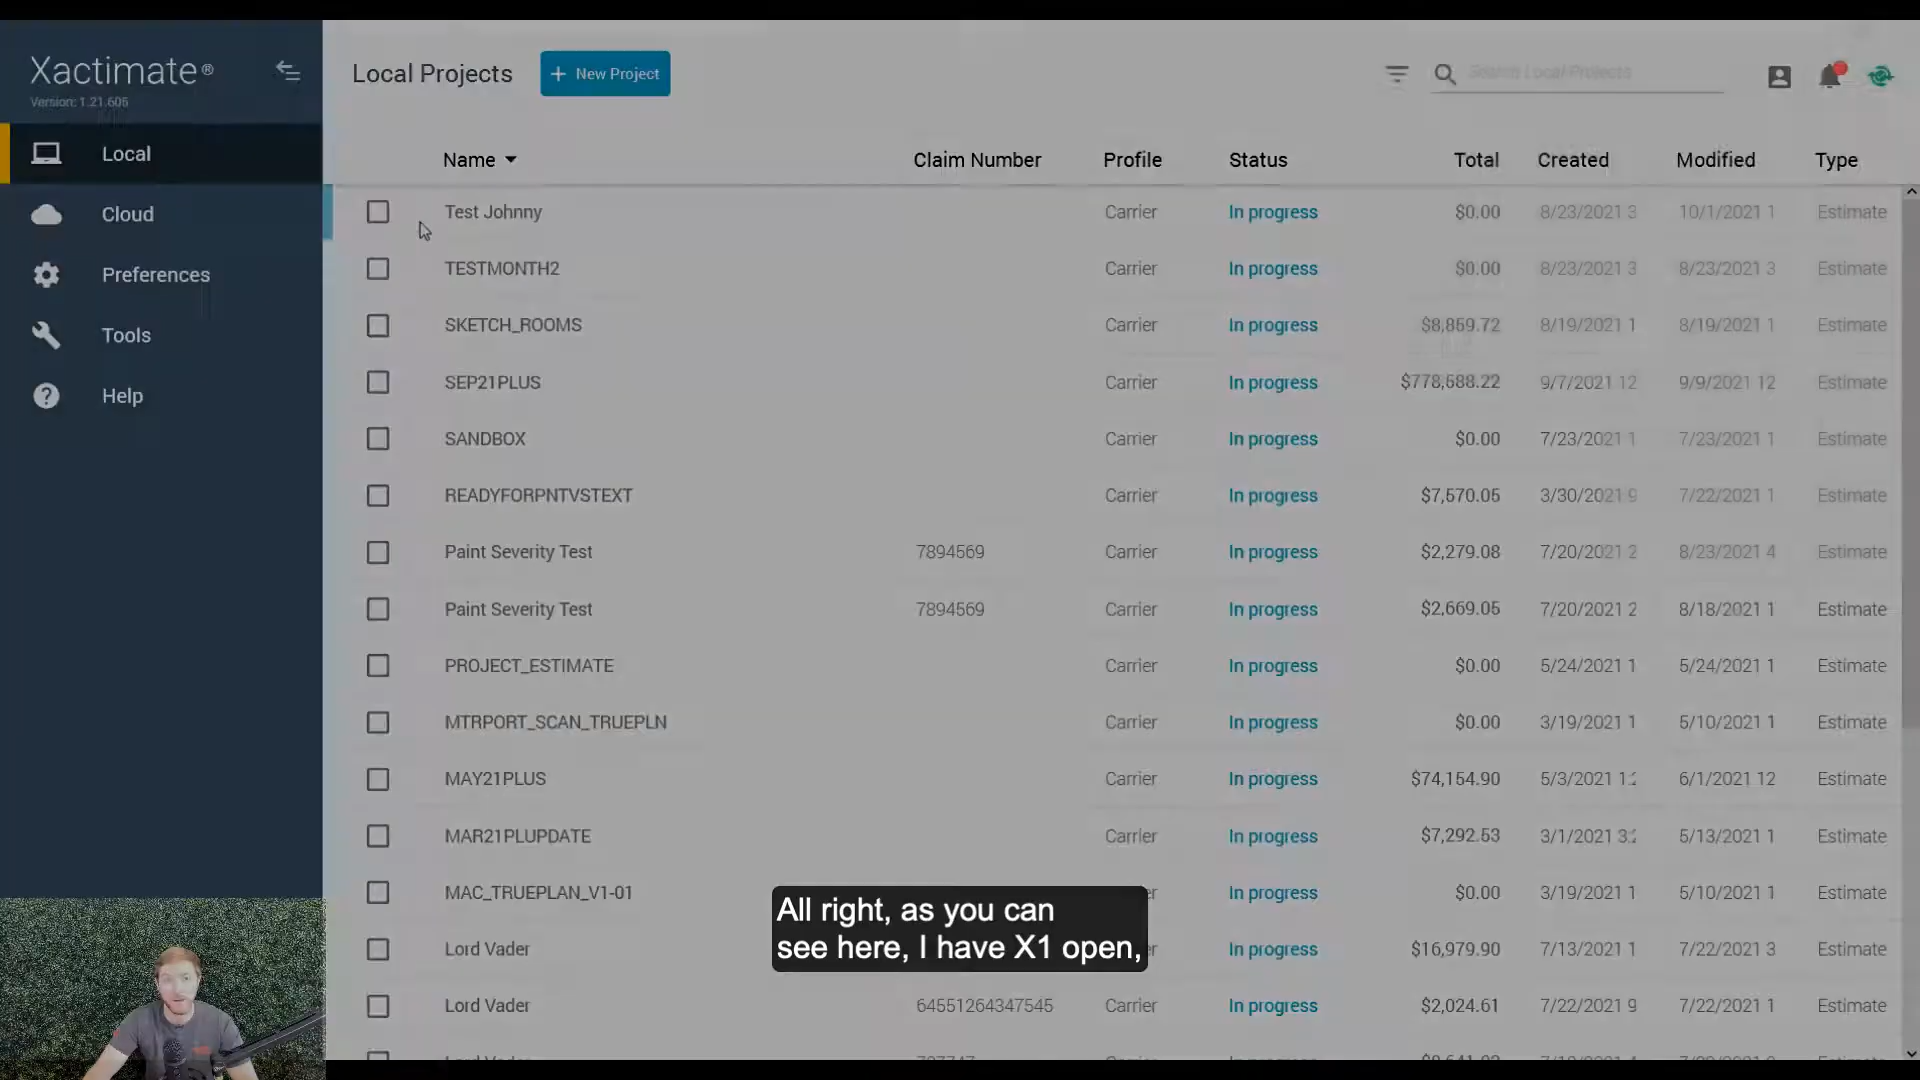 Xactimate®
Version: 1.21.605
Local
Cloud
Preferences
Tools
Help
Local Projects
+ New Project
Search Local Projects
Name Claim Number Profile Status Total Created Modified Type
Test Johnny Carrier In progress $0.00 8/23/2021 3 10/1/2021 1 Estimate
TESTMONTH2 Carrier In progress $0.00 8/23/2021 3 8/23/2021 3 Estimate
SKETCH_ROOMS Carrier In progress $8,859.72 8/19/2021 1 8/19/2021 1 Estimate
SEP21PLUS Carrier In progress $778,688.22 9/7/2021 12 9/9/2021 12 Estimate
SANDBOX Carrier In progress $0.00 7/23/2021 1 7/23/2021 1 Estimate
READYFORPNTVSTEXT Carrier In progress $7,570.05 3/30/2021 9 7/22/2021 1 Estimate
Paint Severity Test 7894569 Carrier In progress $2,279.08 7/20/2021 2 8/23/2021 4 Estimate
Paint Severity Test 7894569 Carrier In progress $2,669.05 7/20/2021 2 8/18/2021 1 Estimate
PROJECT_ESTIMATE Carrier In progress $0.00 5/24/2021 1 5/24/2021 1 Estimate
MTRPORT_SCAN_TRUEPLN Carrier In progress $0.00 3/19/2021 1 5/10/2021 1 Estimate
MAY21PLUS Carrier In progress $74,154.90 5/3/2021 1 6/1/2021 12 Estimate
MAR21PLUPDATE Carrier In progress $7,292.53 3/1/2021 3: 5/13/2021 1 Estimate
MAC_TRUEPLAN_V1-01 In progress $0.00 3/19/2021 1 5/10/2021 1 Estimate
Lord Vader In progress $16,979.90 7/13/2021 1 7/22/2021 3 Estimate
Lord Vader 64551264347545 Carrier In progress $2,024.61 7/22/2021 9 7/22/2021 1 Estimate
All right, as you can
see here, I have X1 open,